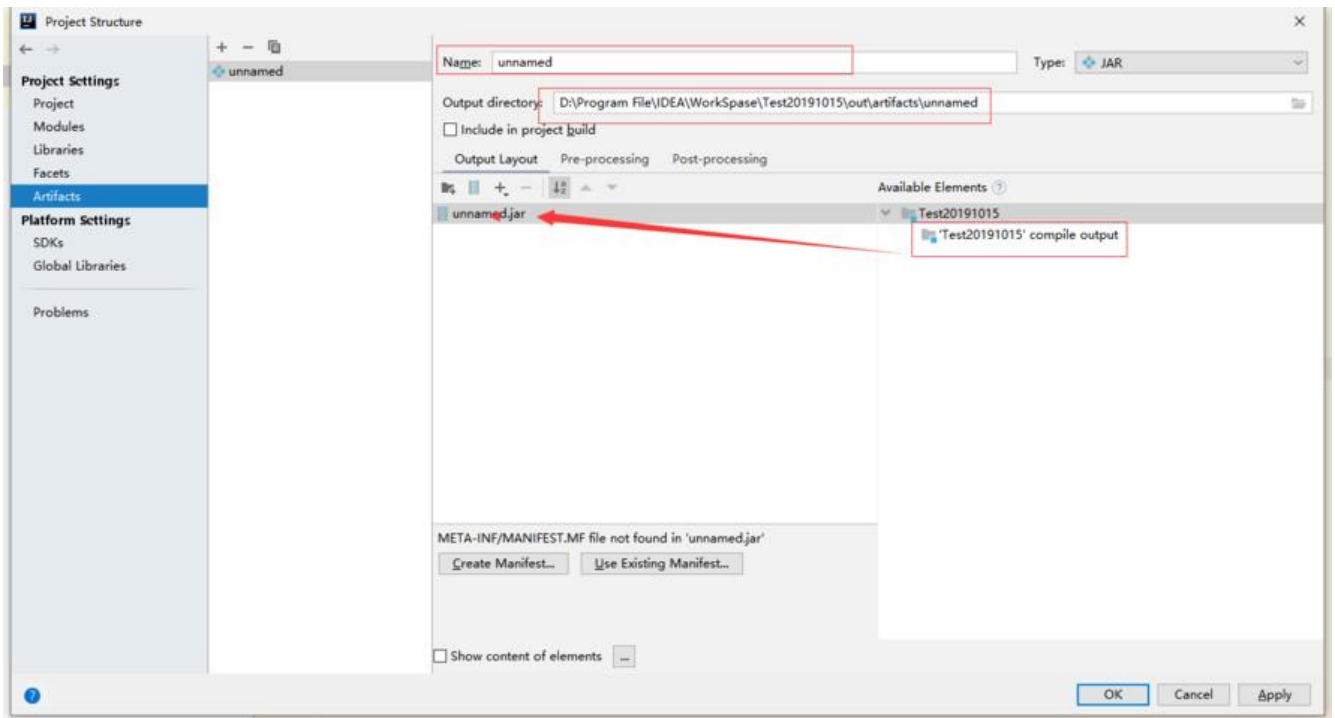 Project Structure
Project Settings
Project
Modules
Libraries
Facets
Artifacts
Platform Settings
SDKs
Global Libraries
Problems
unnamed
Name: unnamed
Type: JAR
Output directory: D:\Program File\IDEA\WorkSpase\Test20191015\out\artifacts\unnamed
Include in project build
Output Layout Pre-processing Post-processing
Available Elements
unnamed.jar
Test20191015
'Test20191015' compile output
META-INF/MANIFEST.MF file not found in 'unnamed.jar'
Create Manifest... Use Existing Manifest...
Show content of elements ...
OK Cancel Apply